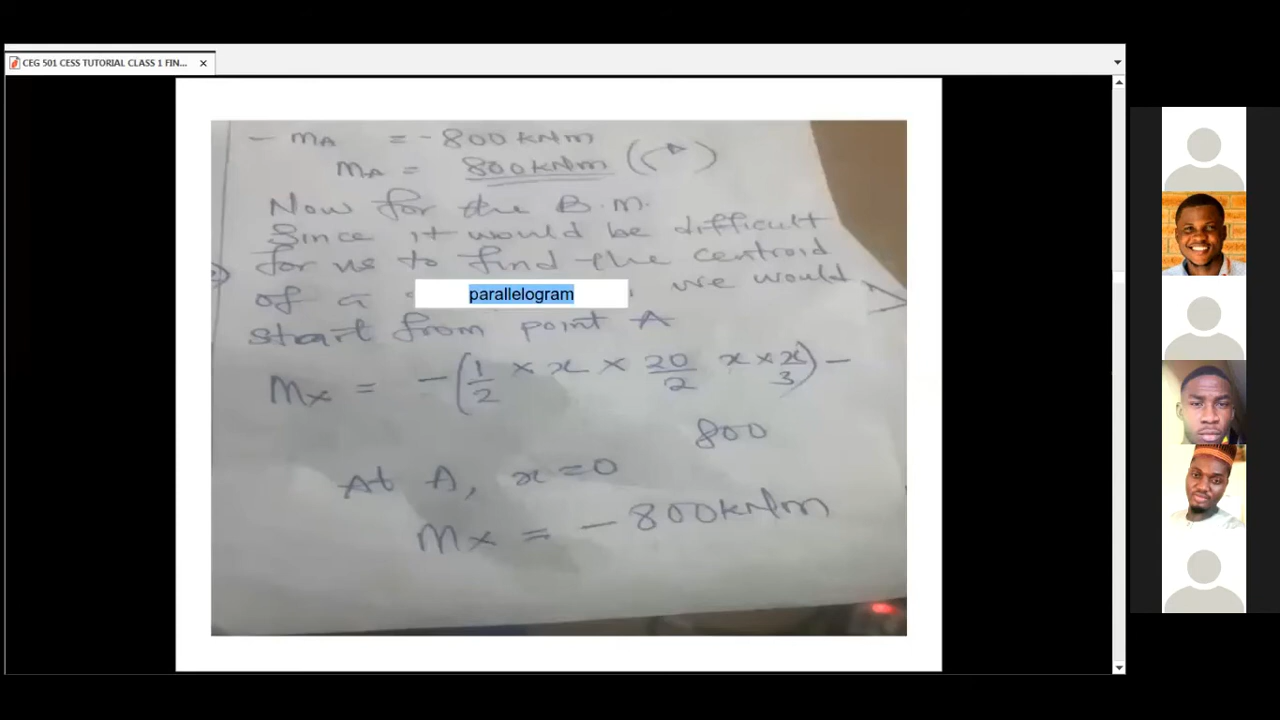 CEG 501 CESS TUTORIAL CLASS 1 FIN...
- MA = -800kNm
MA = 800kNm
Now for the B.M.
Since it would be difficult
for us to find the centroid
of a parallelogram, we would
start from point A
Mx = -(1/2 × x × 20/2 x × x/3) -
800
At A, x=0
Mx = -800kNm